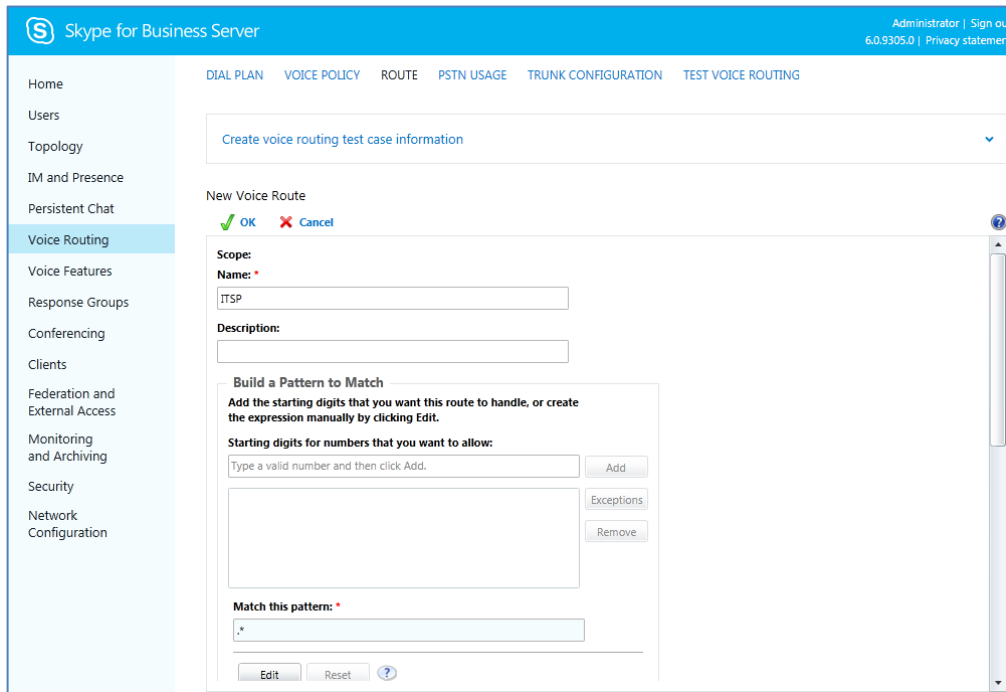 Skype for Business Server
Administrator | Sign ou
6.0.9305.0 | Privacy statemen
Home
Users
Topology
IM and Presence
Persistent Chat
Voice Routing
Voice Features
Response Groups
Conferencing
Clients
Federation and
External Access
Monitoring
and Archiving
Security
Network
Configuration
DIAL PLAN VOICE POLICY ROUTE PSTN USAGE TRUNK CONFIGURATION TEST VOICE ROUTING
Create voice routing test case information
New Voice Route
OK Cancel
Scope:
Name: *
ITSP
Description:
Build a Pattern to Match
Add the starting digits that you want this route to handle, or create
the expression manually by clicking Edit.
Starting digits for numbers that you want to allow:
Type a valid number and then click Add.
Add
Exceptions
Remove
Match this pattern: *
.*
Edit Reset ?